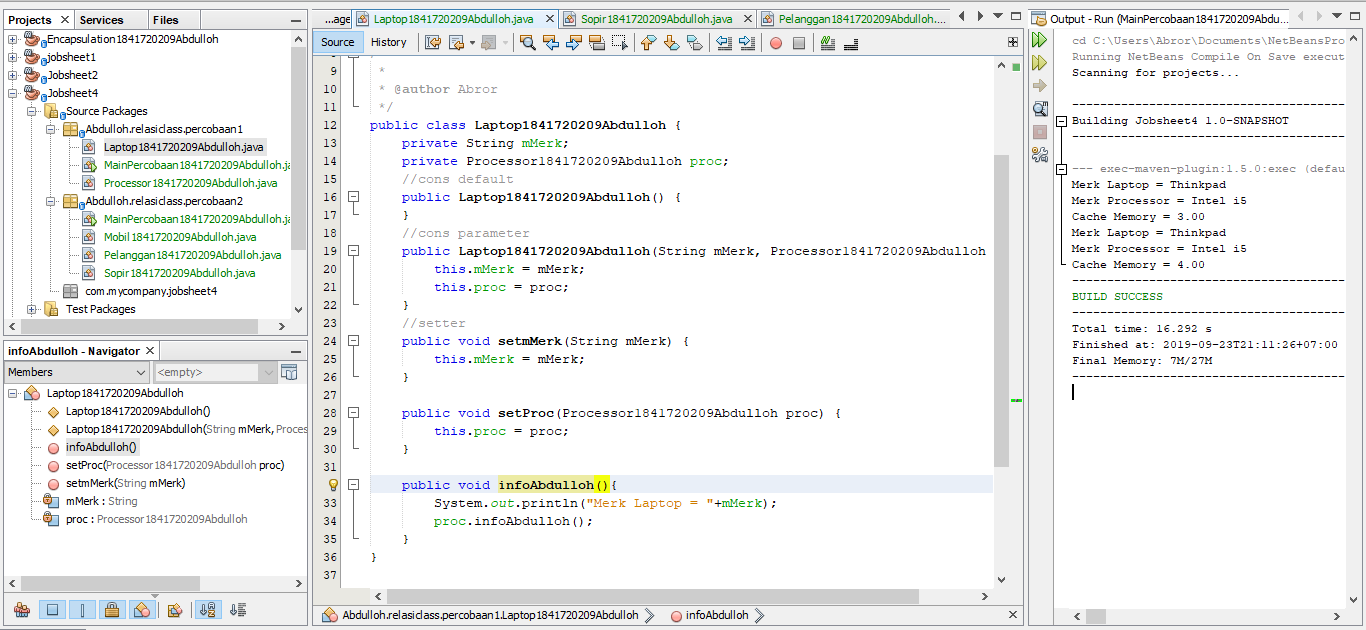 Projects
Services
Files
Encapsulation1841720209Abdulloh
jobsheet1
Jobsheet2
Jobsheet4
Source Packages
Abdulloh.relasiclass.percobaan1
Laptop1841720209Abdulloh.java
MainPercobaan1841720209Abdulloh.ja
Processor1841720209Abdulloh.java
Abdulloh.relasiclass.percobaan2
MainPercobaan1841720209Abdulloh.ja
Mobil1841720209Abdulloh.java
Pelanggan1841720209Abdulloh.java
Sopir1841720209Abdulloh.java
com.mycompany.jobsheet4
Test Packages
infoAbdulloh - Navigator
Members
<empty>
Laptop1841720209Abdulloh
Laptop1841720209Abdulloh()
Laptop1841720209Abdulloh(String mMerk, Proces
infoAbdulloh()
setProc(Processor1841720209Abdulloh proc)
setmMerk(String mMerk)
mMerk : String
proc : Processor1841720209Abdulloh
...age
Laptop1841720209Abdulloh.java
Sopir1841720209Abdulloh.java
Pelanggan1841720209Abdulloh....
Source
History
9 *
10 * @author Abror
11 */
12 public class Laptop1841720209Abdulloh {
13 private String mMerk;
14 private Processor1841720209Abdulloh proc;
15 //cons default
16 public Laptop1841720209Abdulloh() {
17 }
18 //cons parameter
19 public Laptop1841720209Abdulloh(String mMerk, Processor1841720209Abdulloh
20 this.mMerk = mMerk;
21 this.proc = proc;
22 }
23 //setter
24 public void setmMerk(String mMerk) {
25 this.mMerk = mMerk;
26 }
27
28 public void setProc(Processor1841720209Abdulloh proc) {
29 this.proc = proc;
30 }
31
public void infoAbdulloh(){
33 System.out.println("Merk Laptop = "+mMerk);
34 proc.infoAbdulloh();
35 }
36 }
37
Abdulloh.relasiclass.percobaan1.Laptop1841720209Abdulloh
infoAbdulloh
Output - Run (MainPercobaan1841720209Abdu...
cd C:\Users\Abror\Documents\NetBeansPro
Running NetBeans Compile On Save execut
Scanning for projects...
------------------------------------
Building Jobsheet4 1.0-SNAPSHOT
------------------------------------
--- exec-maven-plugin:1.5.0:exec (defau
Merk Laptop = Thinkpad
Merk Processor = Intel i5
Cache Memory = 3.00
Merk Laptop = Thinkpad
Merk Processor = Intel i5
Cache Memory = 4.00
------------------------------------
BUILD SUCCESS
------------------------------------
Total time: 16.292 s
Finished at: 2019-09-23T21:11:26+07:00
Final Memory: 7M/27M
------------------------------------